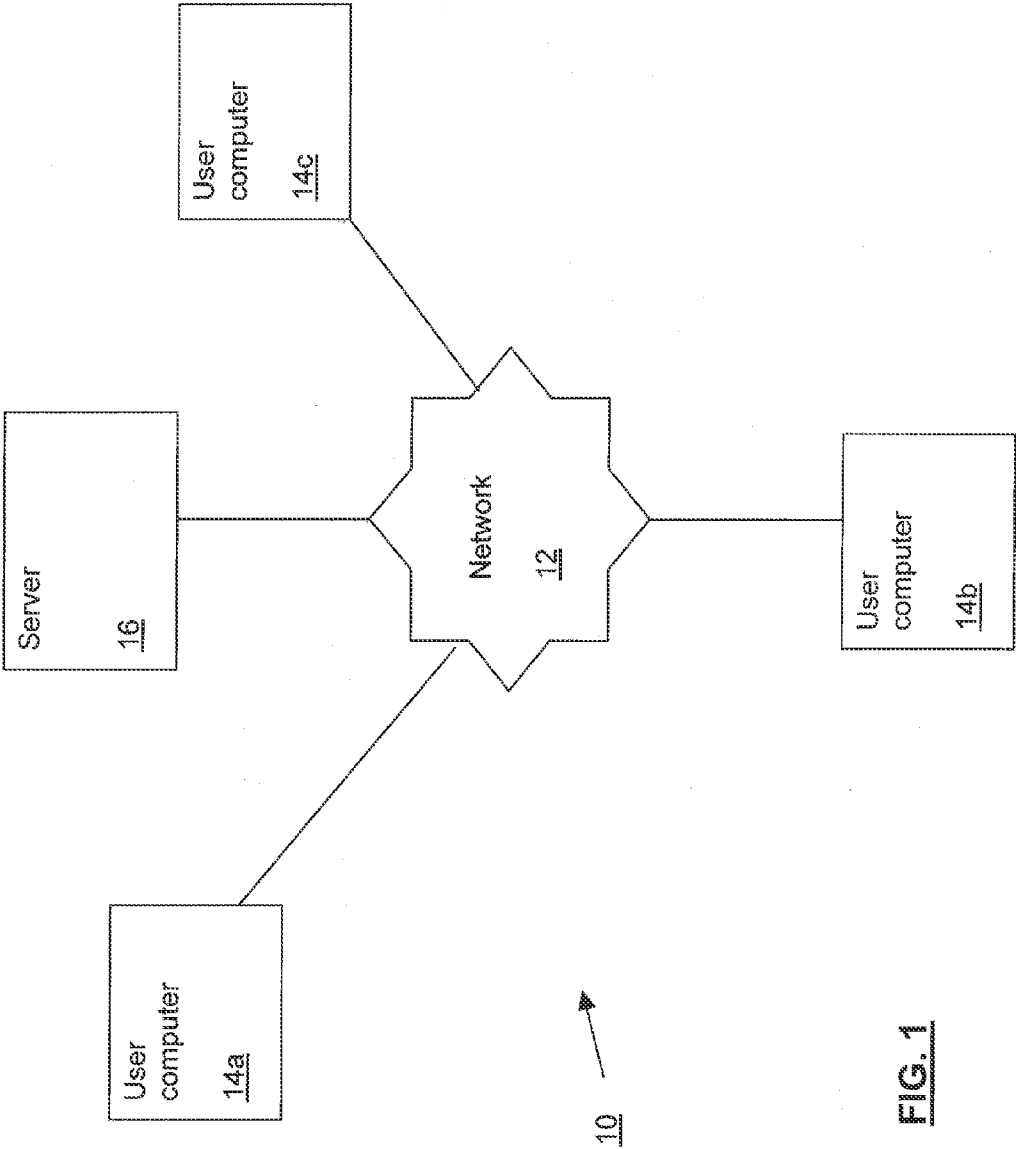 Server
16
User
computer
14a
User
computer
14c
Network
12
User
computer
14b
10
FIG. 1